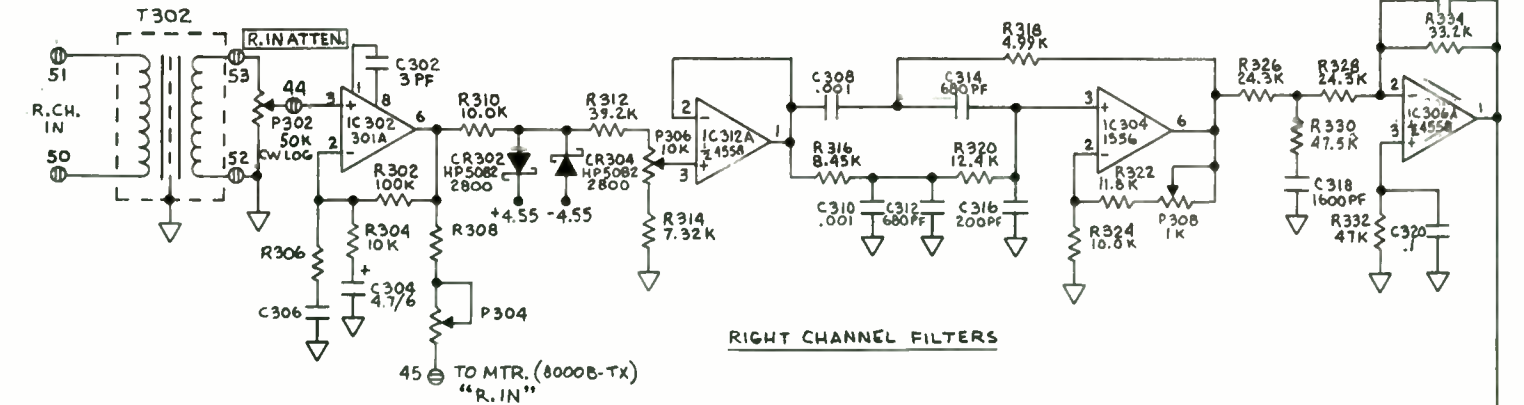 T302
R.IN ATTEN.
53
51
R.CH.
IN
50
52
44
P302
50K
CW LOG
C302
3 PF
1
8
3
+
IC302
301A
6
2
-
R302
100K
R304
10K
R306
+
C304
4.7/6
C306
R308
P304
45
TO MTR. (8000B-TX)
"R.IN"
R310
10.0K
CR302
HP5082
2800
+4.55
CR304
HP5082
2800
-4.55
R312
39.2K
P306
10K
R314
7.32K
2
-
IC312A
½ 4558
+
3
1
C308
.001
R316
8.45K
C310
.001
C312
680PF
R318
4.99K
C314
680PF
R320
12.4K
C316
200PF
3
+
IC304
1556
6
2
-
R322
11.8K
P308
1K
R324
10.0K
R326
24.3K
R328
24.3K
R330
47.5K
C318
1600PF
R334
33.2K
2
-
IC306A
½ 4558
3
+
1
R332
47K
C320
.1
RIGHT CHANNEL FILTERS